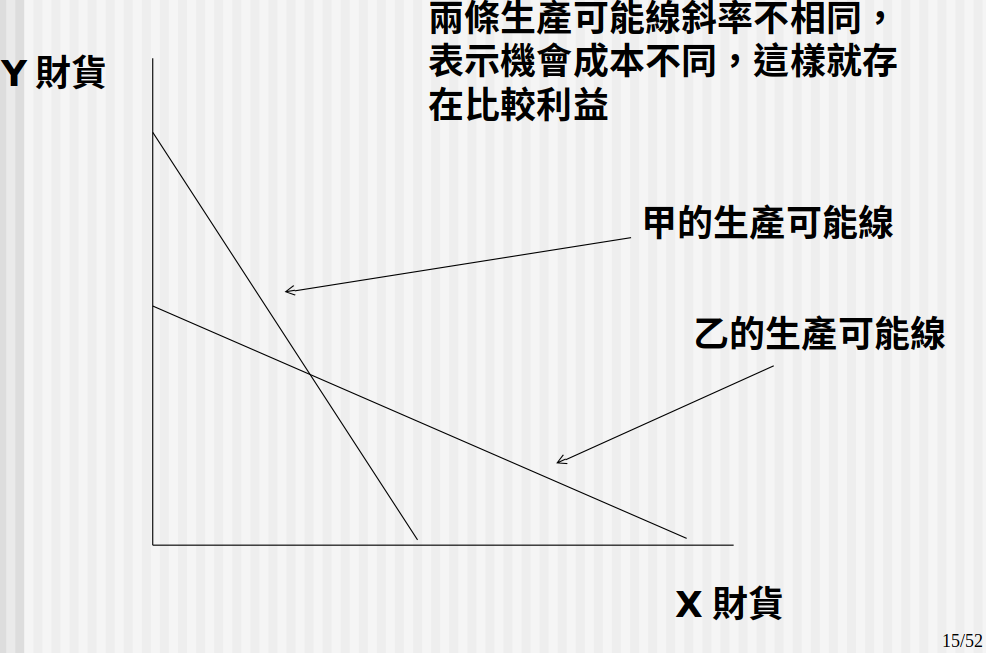 兩條生產可能線斜率不相同，
表示機會成本不同，這樣就存
在比較利益
Y 財貨
甲的生產可能線
乙的生產可能線
X 財貨
15/52